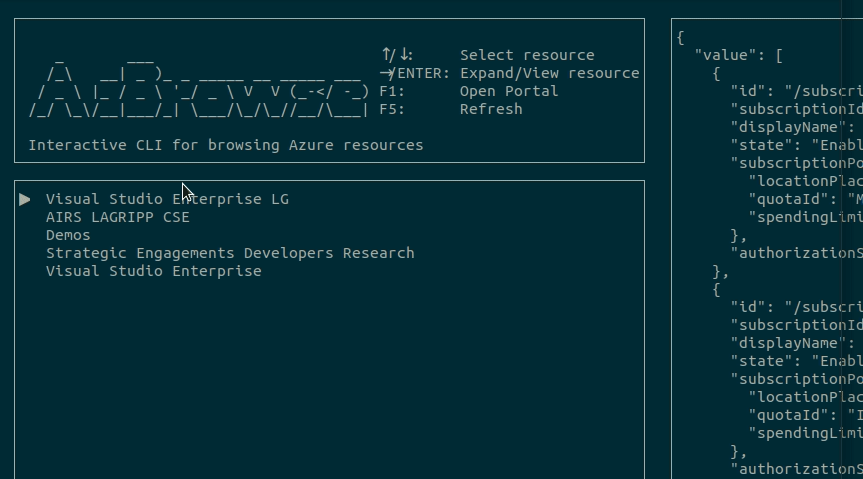 AzBrowse
↑/↓: Select resource
→/ENTER: Expand/View resource
F1: Open Portal
F5: Refresh
Interactive CLI for browsing Azure resources
▶ Visual Studio Enterprise LG
AIRS LAGRIPP CSE
Demos
Strategic Engagements Developers Research
Visual Studio Enterprise
{
"value": [
{
"id": "/subscri
"subscriptionId
"displayName":
"state": "Enabl
"subscriptionPo
"locationPlac
"quotaId": "M
"spendingLimi
},
"authorizationS
},
{
"id": "/subscri
"subscriptionId
"displayName":
"state": "Enabl
"subscriptionPo
"locationPlac
"quotaId": "I
"spendingLimi
},
"authorizationS